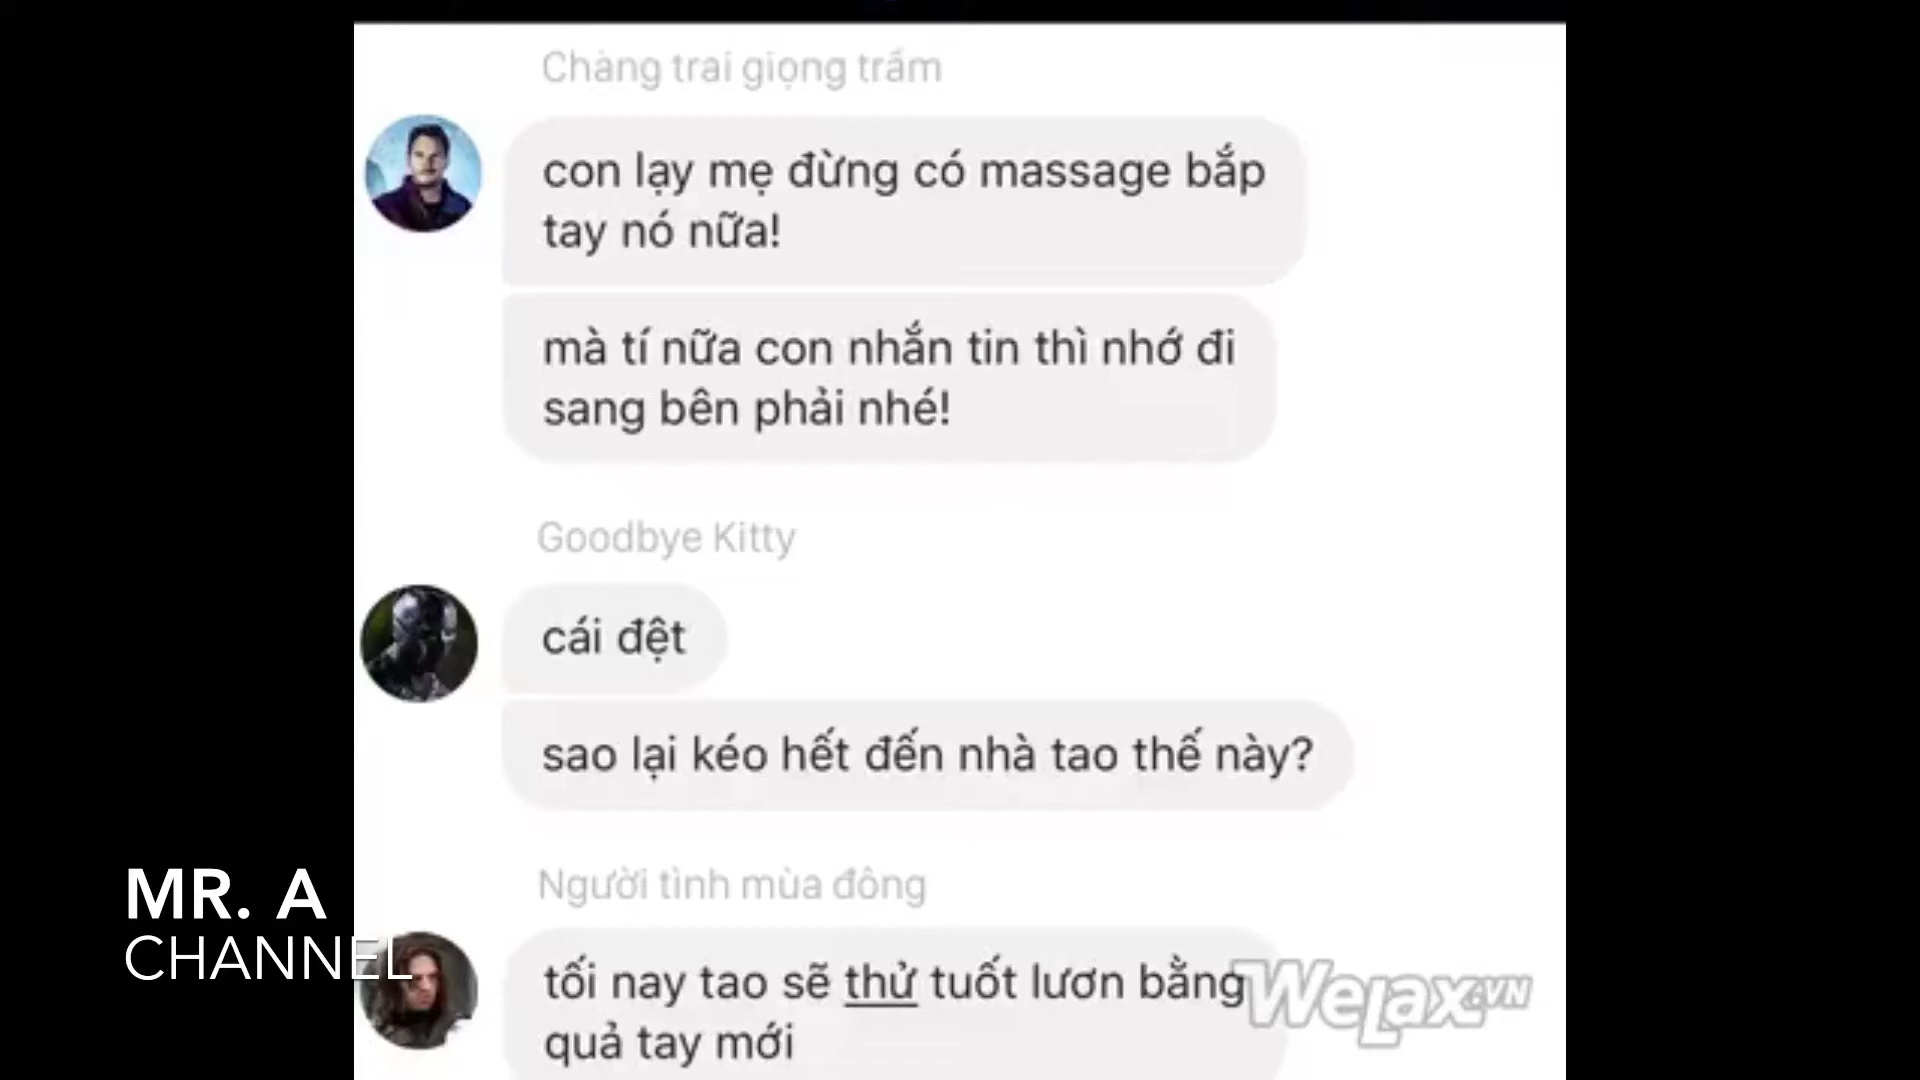 Chàng trai giọng trầm
con lạy mẹ đừng có massage bắp
tay nó nữa!
mà tí nữa con nhắn tin thì nhớ đi
sang bên phải nhé!
Goodbye Kitty
cái đệt
sao lại kéo hết đến nhà tao thế này?
Người tình mùa đông
tối nay tao sẽ thử tuốt lươn bằng
quả tay mới
MR. A
CHANNEL
WeLax.VN